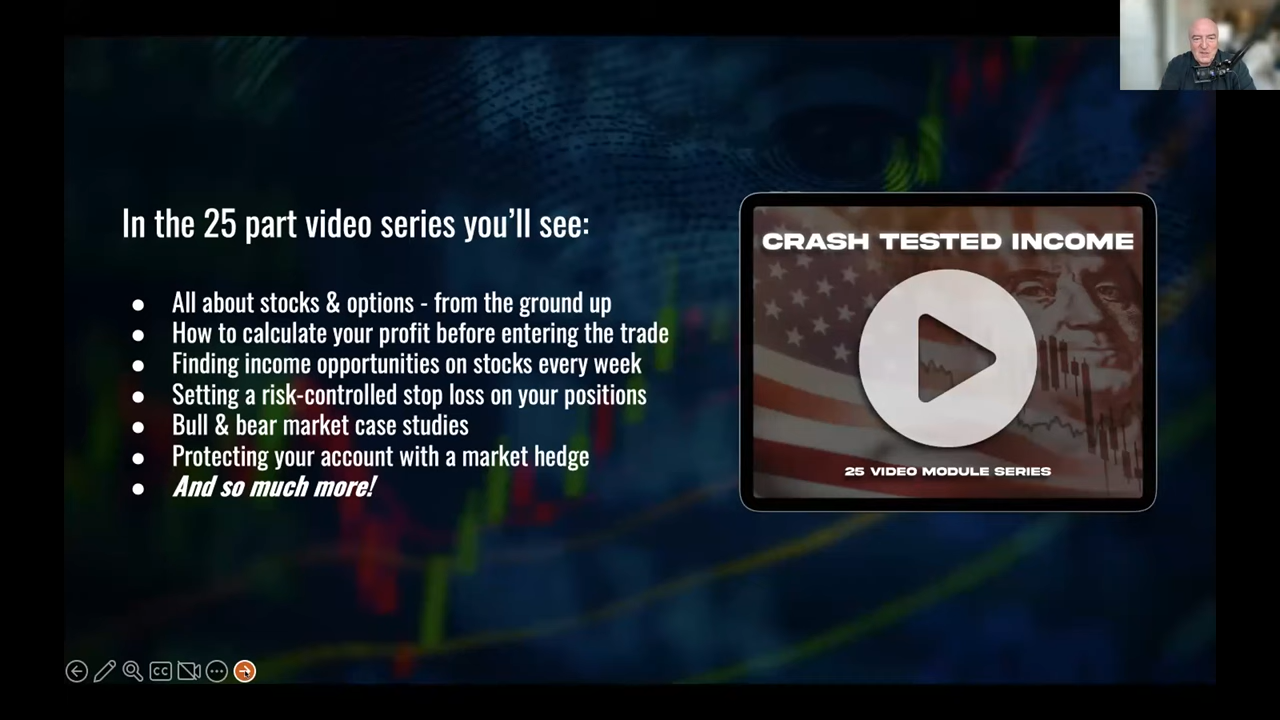 In the 25 part video series you'll see:
● All about stocks & options - from the ground up
● How to calculate your profit before entering the trade
● Finding income opportunities on stocks every week
● Setting a risk-controlled stop loss on your positions
● Bull & bear market case studies
● Protecting your account with a market hedge
● And so much more!
CRASH TESTED INCOME
25 VIDEO MODULE SERIES
CC